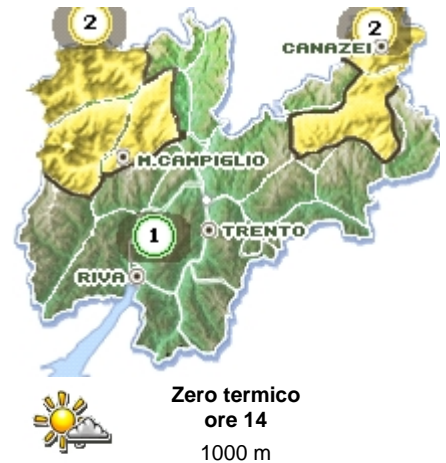 2
2
CANAZEI
M.CAMPIGLIO
1
TRENTO
RIVA
Zero termico
ore 14
1000 m